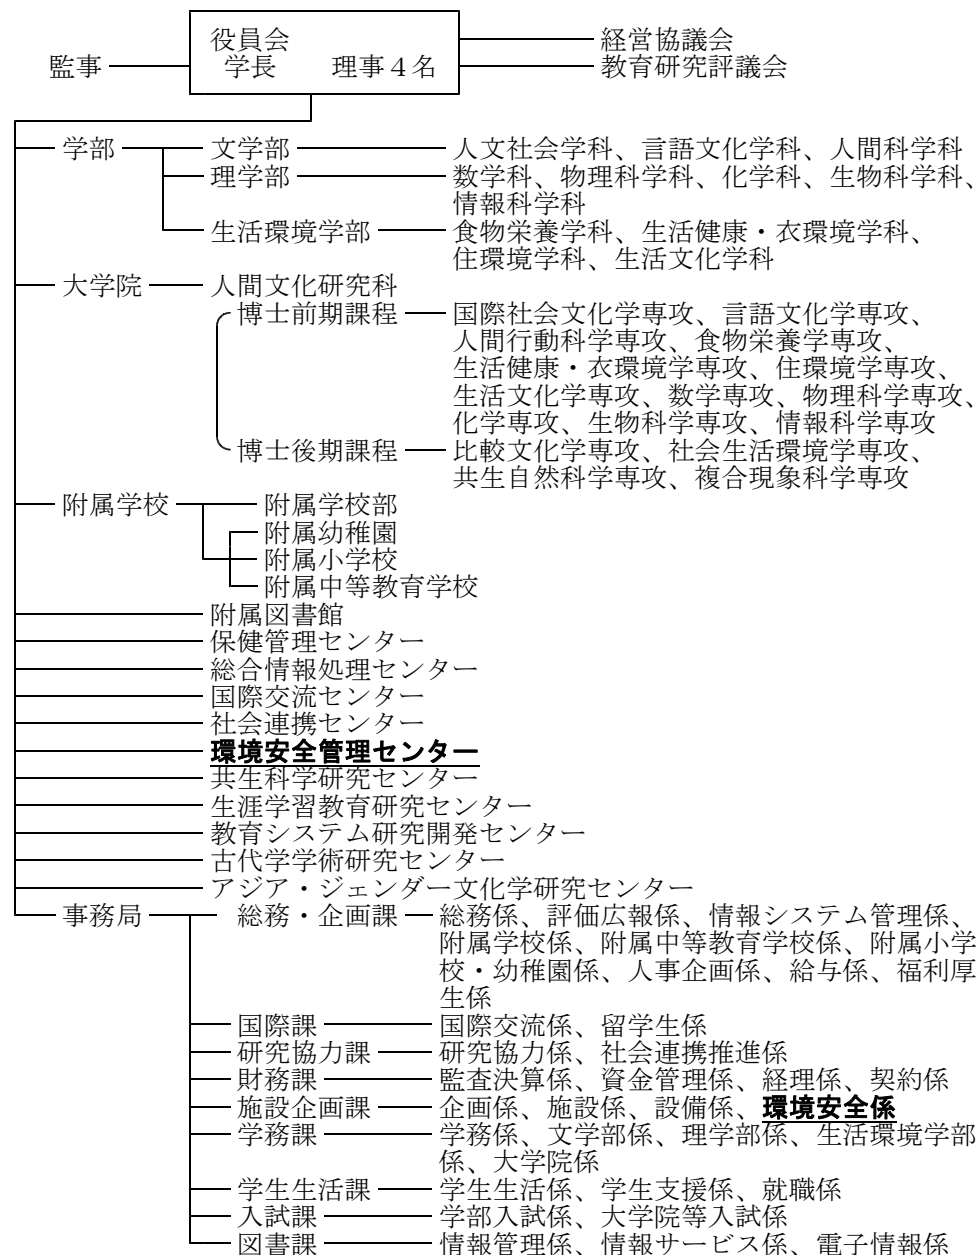 役員会 経営協議会
監事 学長 理事4名 教育研究評議会
学部 文学部 人文社会学科、言語文化学科、人間科学科
理学部 数学科、物理科学科、化学科、生物科学科、
情報科学科
生活環境学部 食物栄養学科、生活健康・衣環境学科、
住環境学科、生活文化学科
大学院 人間文化研究科
博士前期課程 国際社会文化学専攻、言語文化学専攻、
人間行動科学専攻、食物栄養学専攻、
生活健康・衣環境学専攻、住環境学専攻、
生活文化学専攻、数学専攻、物理科学専攻、
化学専攻、生物科学専攻、情報科学専攻
博士後期課程 比較文化学専攻、社会生活環境学専攻、
共生自然科学専攻、複合現象科学専攻
附属学校 附属学校部
附属幼稚園
附属小学校
附属中等教育学校
附属図書館
保健管理センター
総合情報処理センター
国際交流センター
社会連携センター
環境安全管理センター
共生科学研究センター
生涯学習教育研究センター
教育システム研究開発センター
古代学学術研究センター
アジア・ジェンダー文化学研究センター
事務局 総務・企画課 総務係、評価広報係、情報システム管理係、
附属学校係、附属中等教育学校係、附属小学
校・幼稚園係、人事企画係、給与係、福利厚
生係
国際課 国際交流係、留学生係
研究協力課 研究協力係、社会連携推進係
財務課 監査決算係、資金管理係、経理係、契約係
施設企画課 企画係、施設係、設備係、環境安全係
学務課 学務係、文学部係、理学部係、生活環境学部
係、大学院係
学生生活課 学生生活係、学生支援係、就職係
入試課 学部入試係、大学院等入試係
図書課 情報管理係、情報サービス係、電子情報係